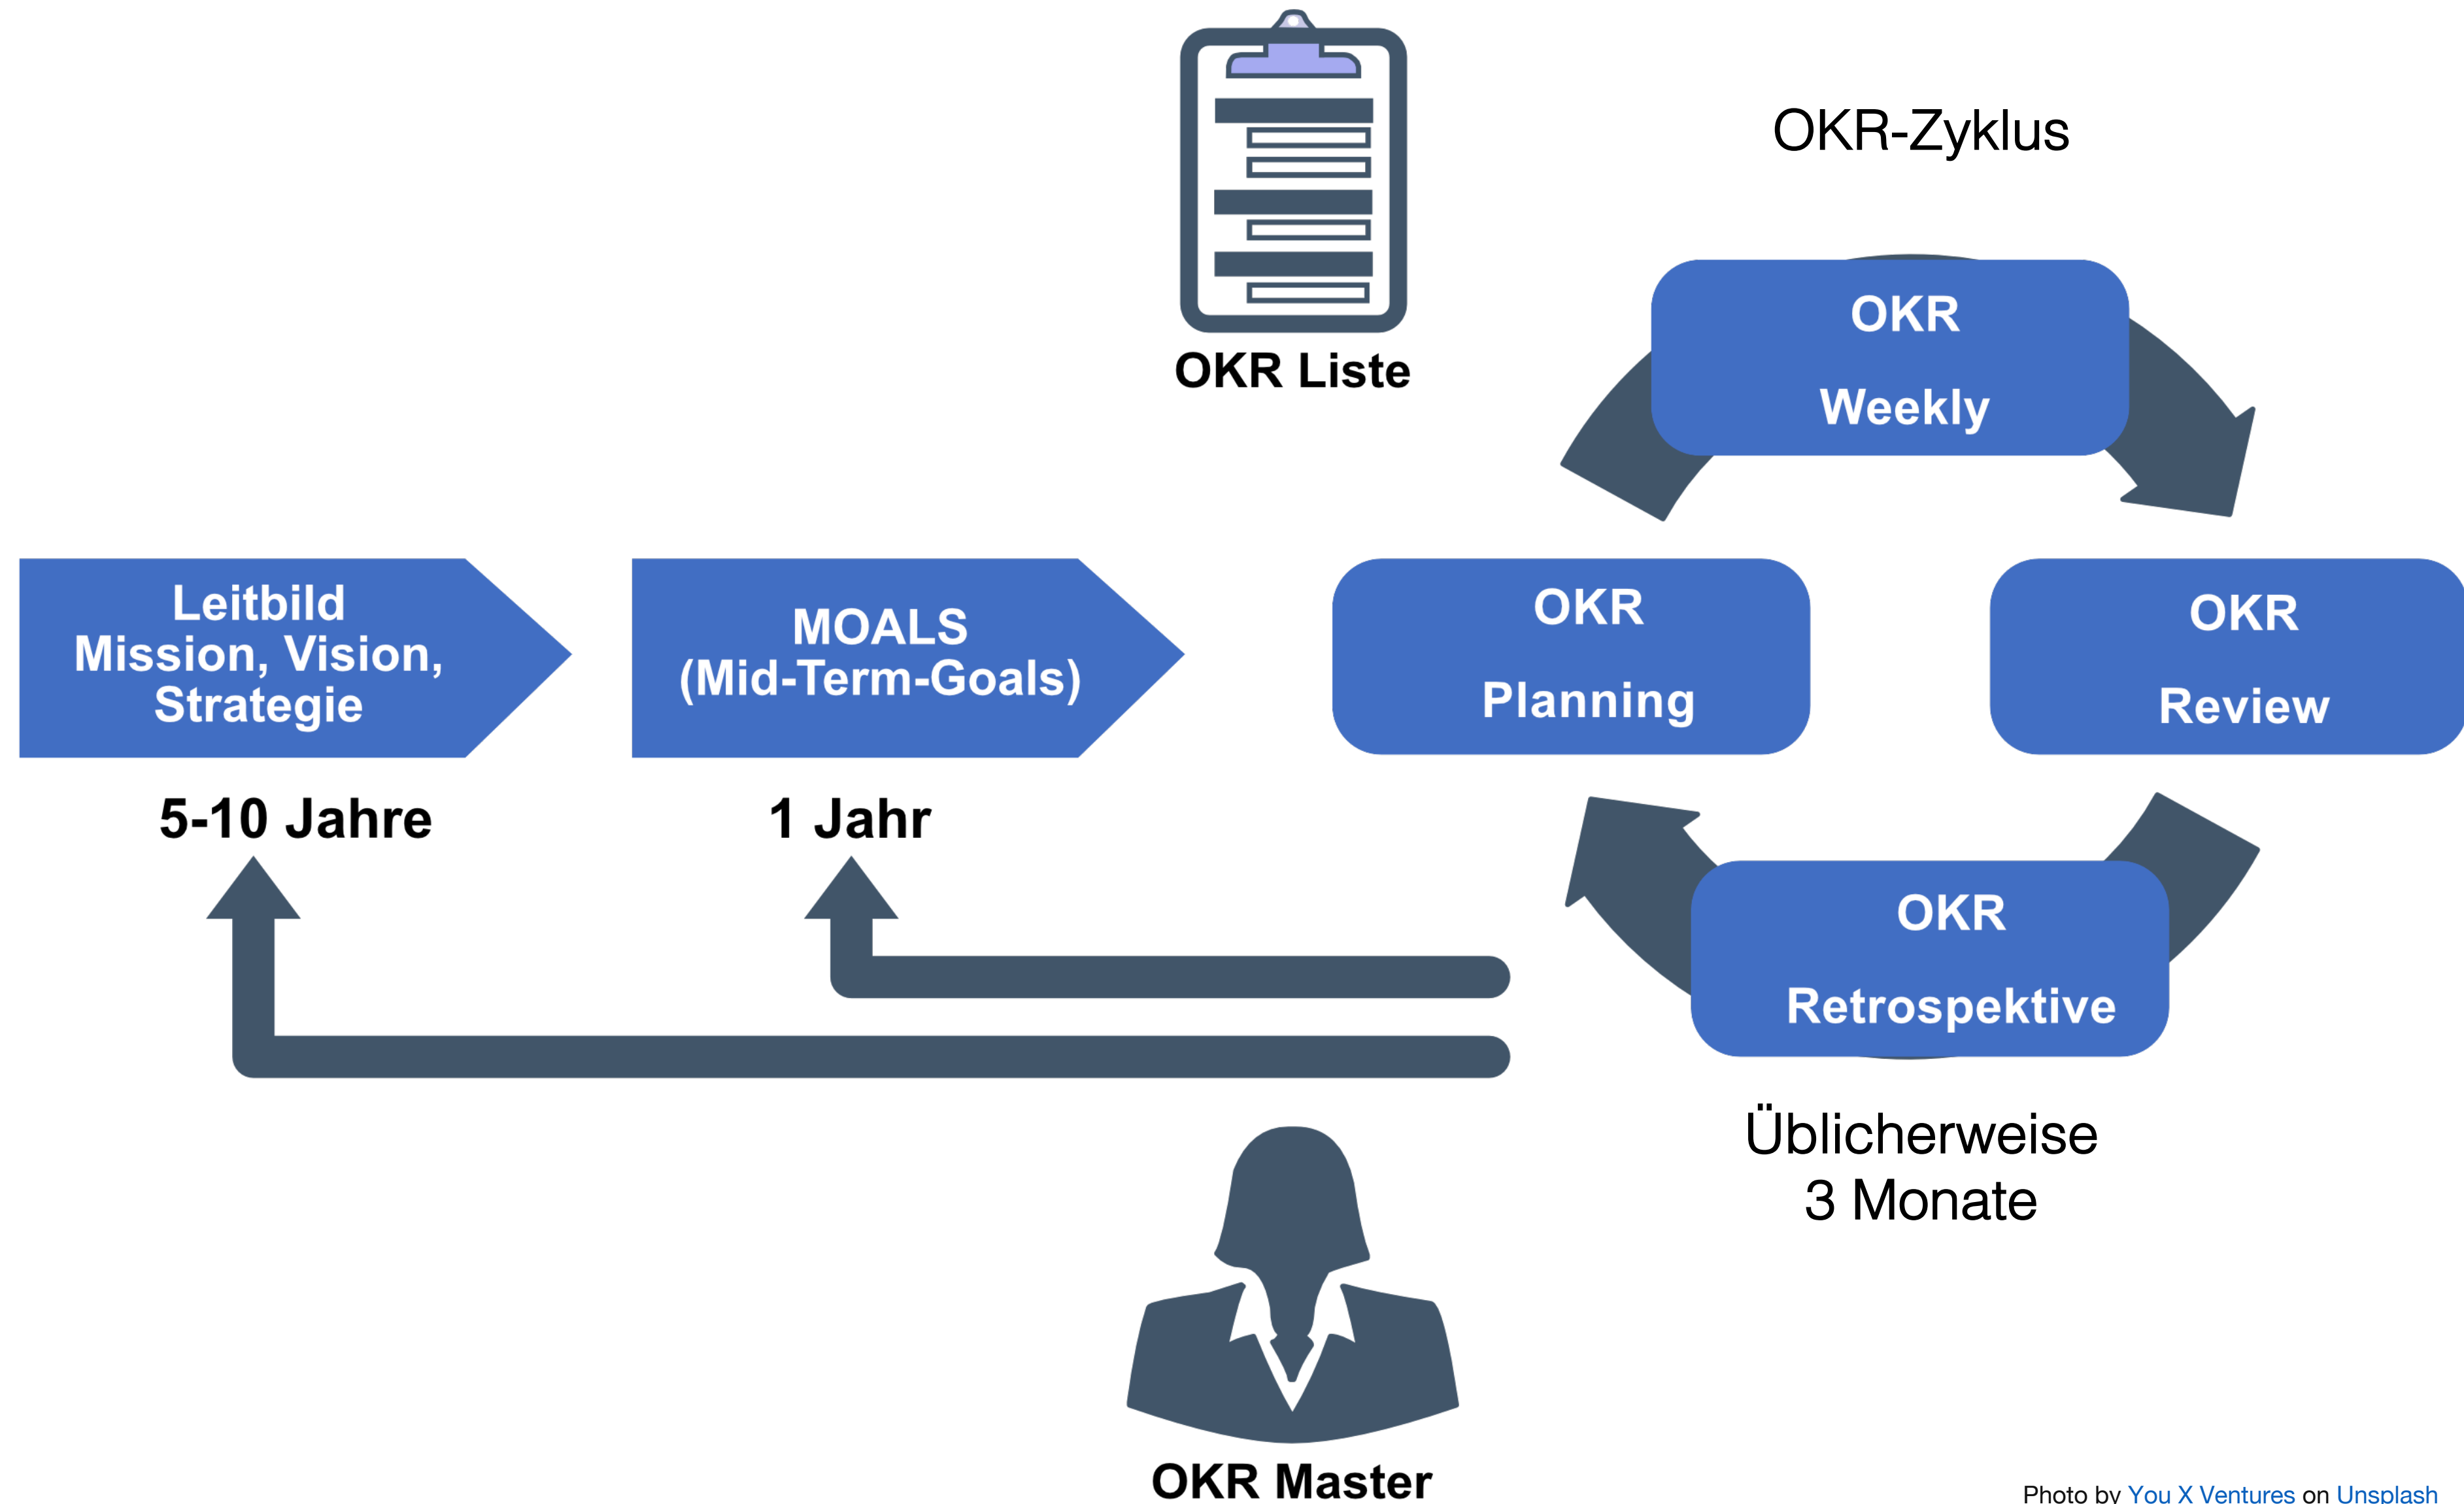 OKR-Zyklus
OKR Liste
OKR
Weekly
Leitbild
Mission, Vision,
Strategie
MOALS
(Mid-Term-Goals)
OKR
Planning
OKR
Review
5-10 Jahre
1 Jahr
OKR
Retrospektive
Üblicherweise
3 Monate
OKR Master
Photo by You X Ventures on Unsplash